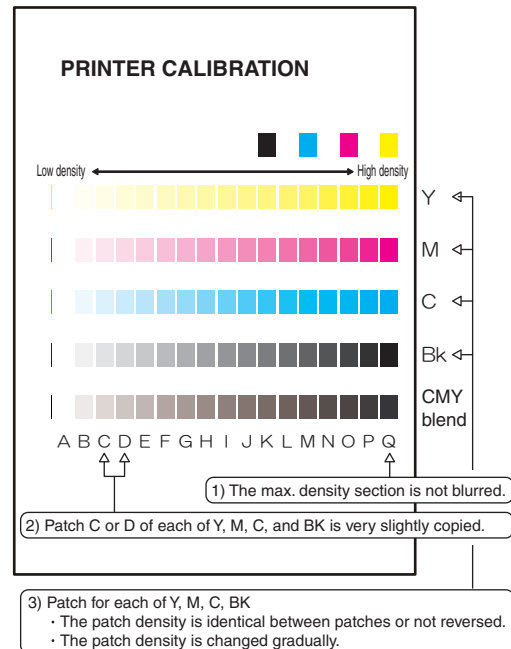 PRINTER CALIBRATION
Low density High density
Y
M
C
Bk
CMY
blend
A B C D E F G H I J K L M N O P Q
1) The max. density section is not blurred.
2) Patch C or D of each of Y, M, C, and BK is very slightly copied.
3) Patch for each of Y, M, C, BK
· The patch density is identical between patches or not reversed.
· The patch density is changed gradually.